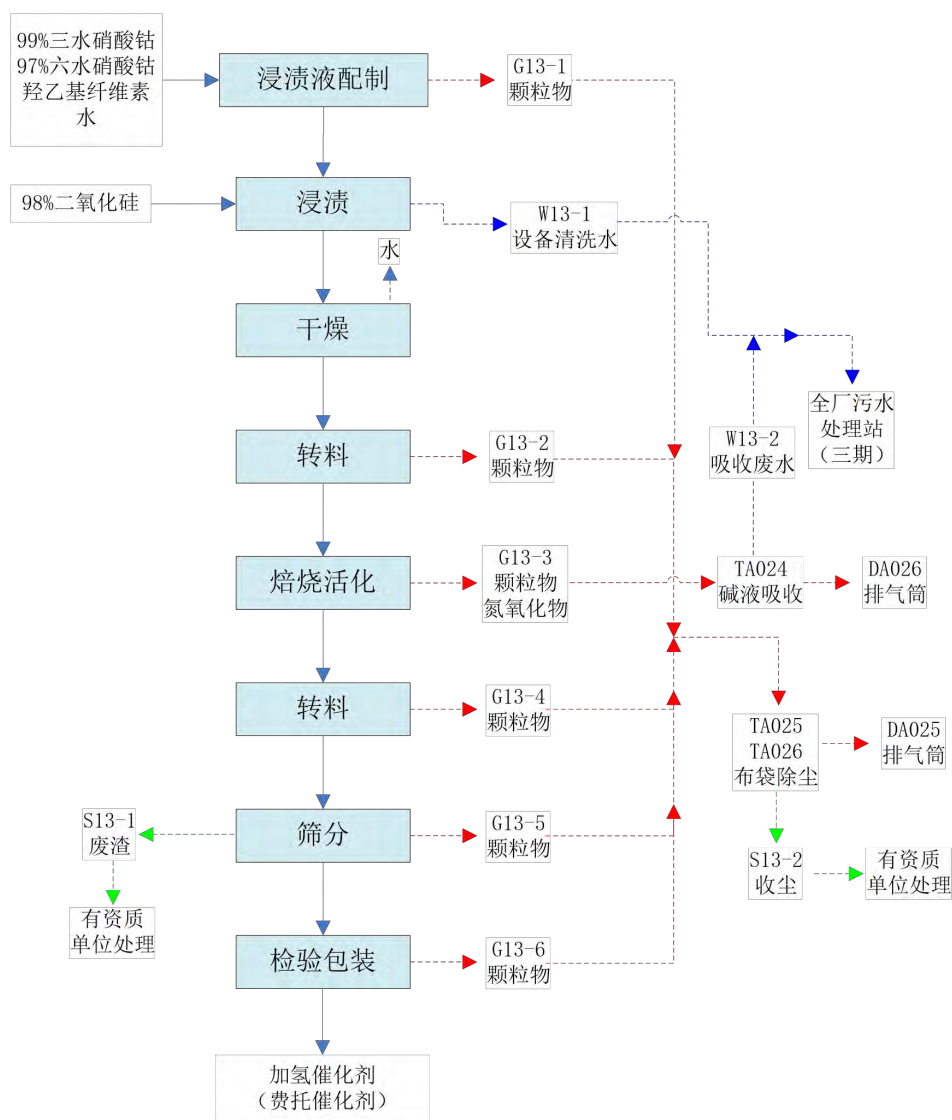 99%三水硝酸钴
97%六水硝酸钴
羟乙基纤维素
水
浸渍液配制
G13-1
颗粒物
98%二氧化硅
浸渍
W13-1
设备清洗水
水
干燥
全厂污水
处理站
（三期）
转料
G13-2
颗粒物
W13-2
吸收废水
焙烧活化
G13-3
颗粒物
氮氧化物
TA024
碱液吸收
DA026
排气筒
转料
G13-4
颗粒物
TA025
TA026
布袋除尘
DA025
排气筒
S13-1
废渣
筛分
G13-5
颗粒物
S13-2
收尘
有资质
单位处理
有资质
单位处理
检验包装
G13-6
颗粒物
加氢催化剂
（费托催化剂）